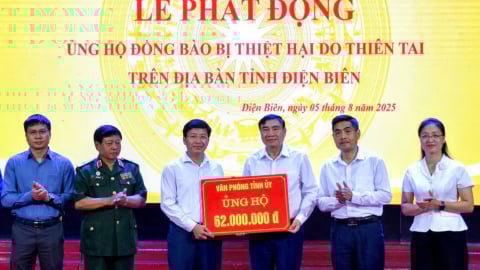 LỄ PHÁT ĐỘNG
ỦNG HỘ ĐỒNG BÀO BỊ THIỆT HẠI DO THIÊN TAI
TRÊN ĐỊA BÀN TỈNH ĐIỆN BIÊN
Điện Biên, ngày 05 tháng 8 năm 2025
VĂN PHÒNG TỈNH ỦY
ỦNG HỘ
62.000.000 đ